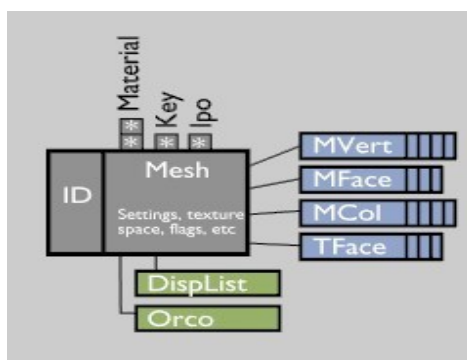 Material
Key
Ipo
* * *
*
ID
Mesh
Settings, texture
space, flags, etc
MVert
MFace
MCol
TFace
DispList
Orco